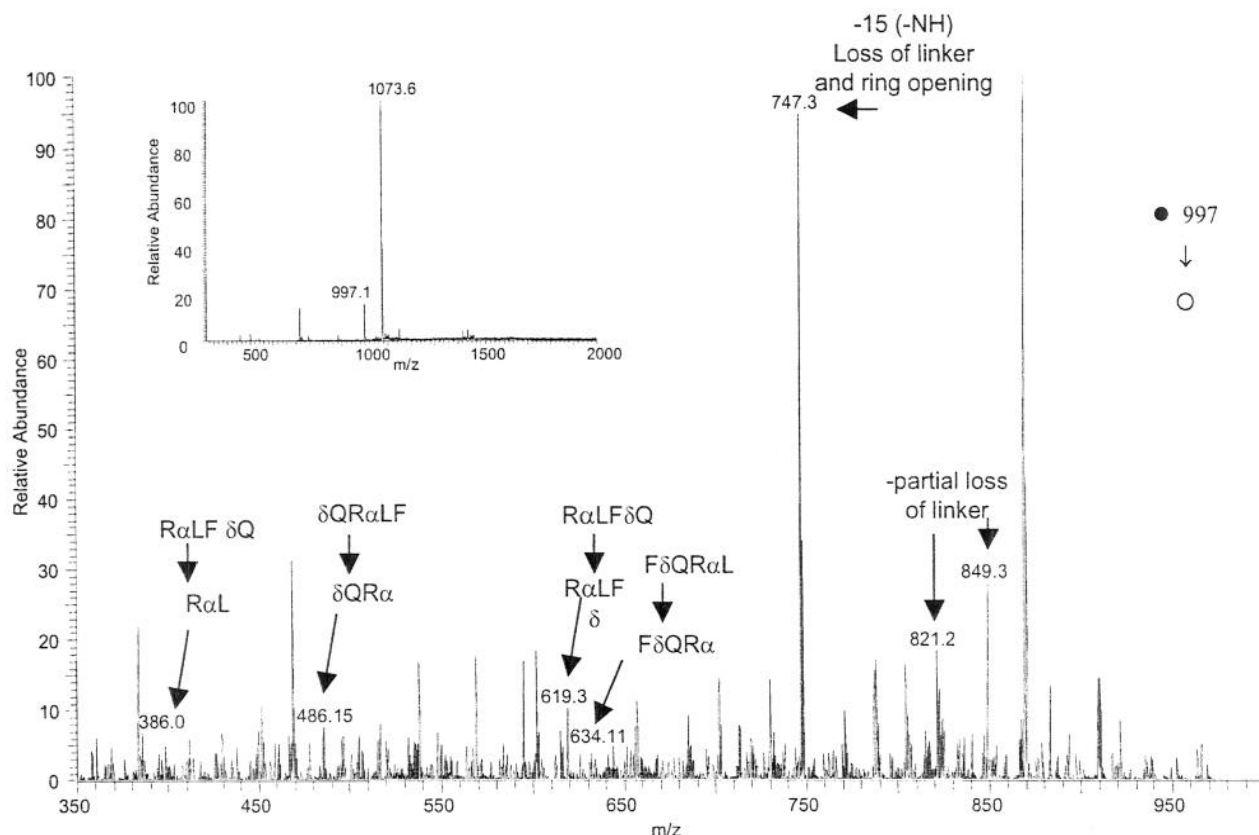 -15 (-NH)
Loss of linker
and ring opening
747.3
1073.6
997.1
Relative Abundance
100
80
60
40
20
0
500
1000
1500
2000
m/z
● 997
↓
○
-partial loss
of linker
849.3
821.2
RαLF δQ
RαL
386.0
δQRαLF
δQRα
486.15
RαLFδQ
RαLF
δ
619.3
FδQRαL
FδQRα
634.11
Relative Abundance
100
90
80
70
60
50
40
30
20
10
0
350
450
550
650
750
850
950
m/z